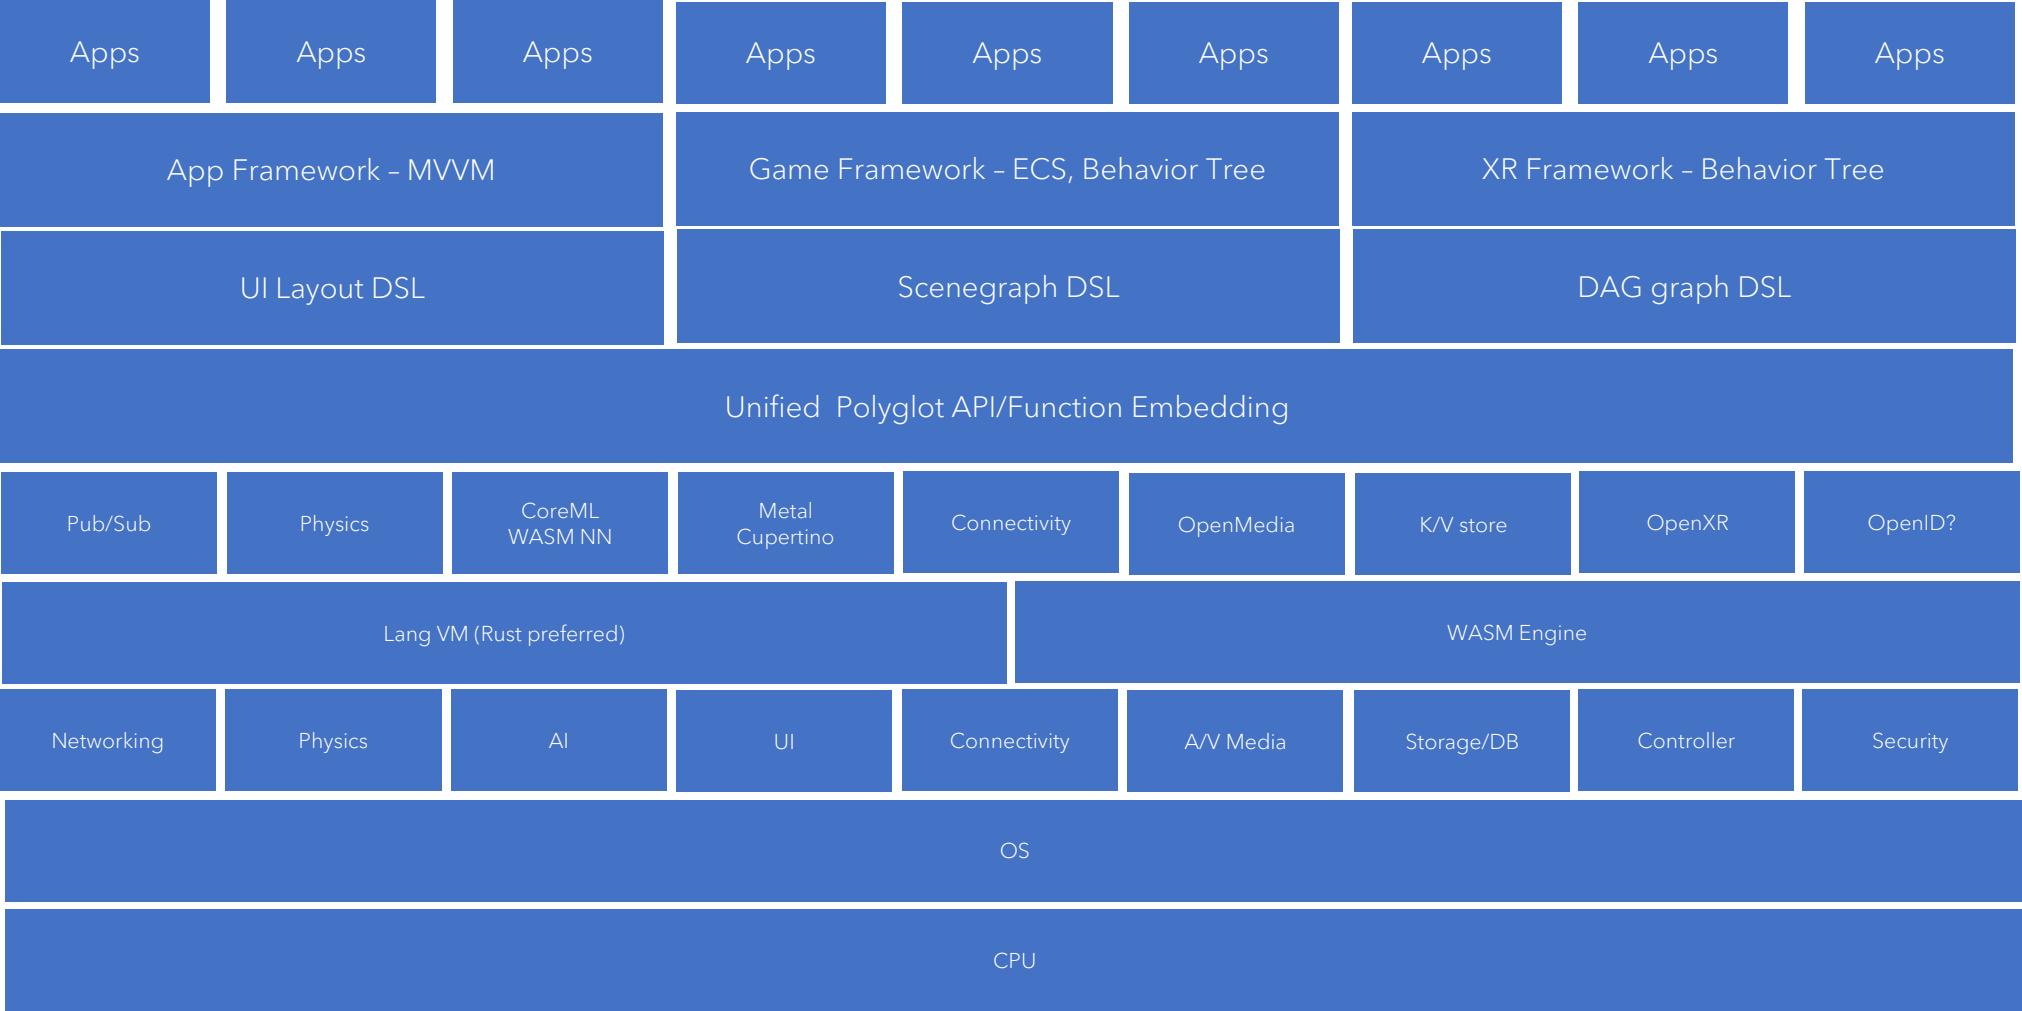 Apps
Apps
Apps
Apps
Apps
Apps
Apps
Apps
Apps
App Framework – MVVM
Game Framework – ECS, Behavior Tree
XR Framework – Behavior Tree
UI Layout DSL
Scenegraph DSL
DAG graph DSL
Unified  Polyglot API/Function Embedding
Pub/Sub
Physics
CoreML
WASM NN
Metal
Cupertino
Connectivity
OpenMedia
K/V store
OpenXR
OpenID?
Lang VM (Rust preferred)
WASM Engine
Networking
Physics
AI
UI
Connectivity
A/V Media
Storage/DB
Controller
Security
OS
CPU